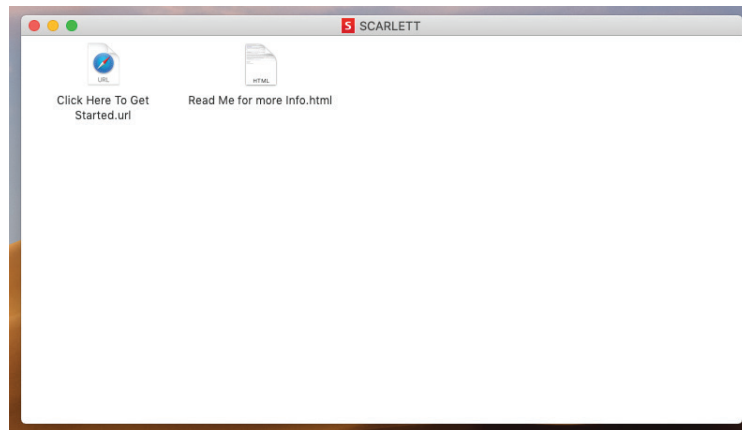 S SCARLETT
URL
HTML
Click Here To Get
Started.url
Read Me for more Info.html